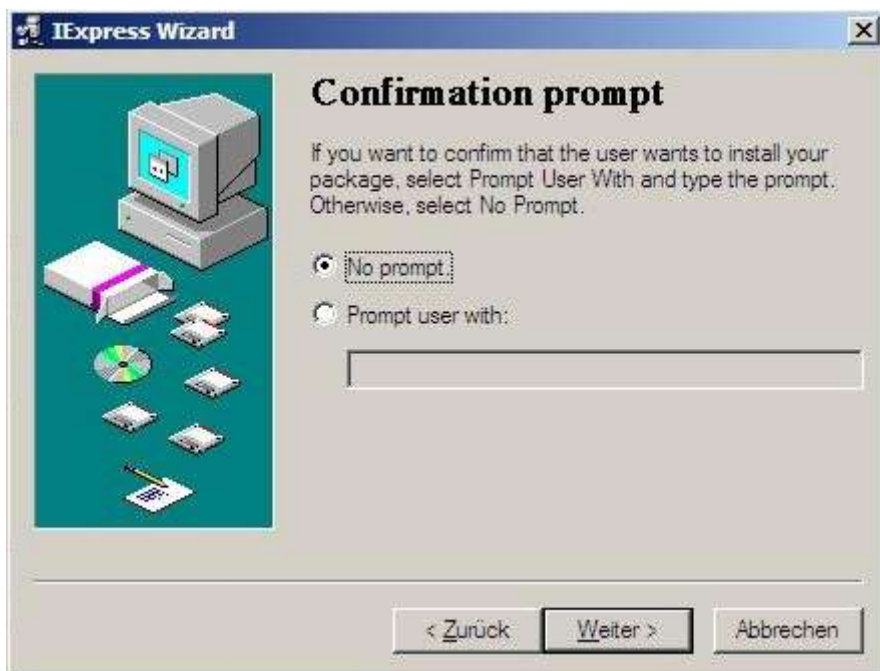 IExpress Wizard
Confirmation prompt
If you want to confirm that the user wants to install your
package, select Prompt User With and type the prompt.
Otherwise, select No Prompt.
No prompt.
Prompt user with:
< Zurück
Weiter >
Abbrechen